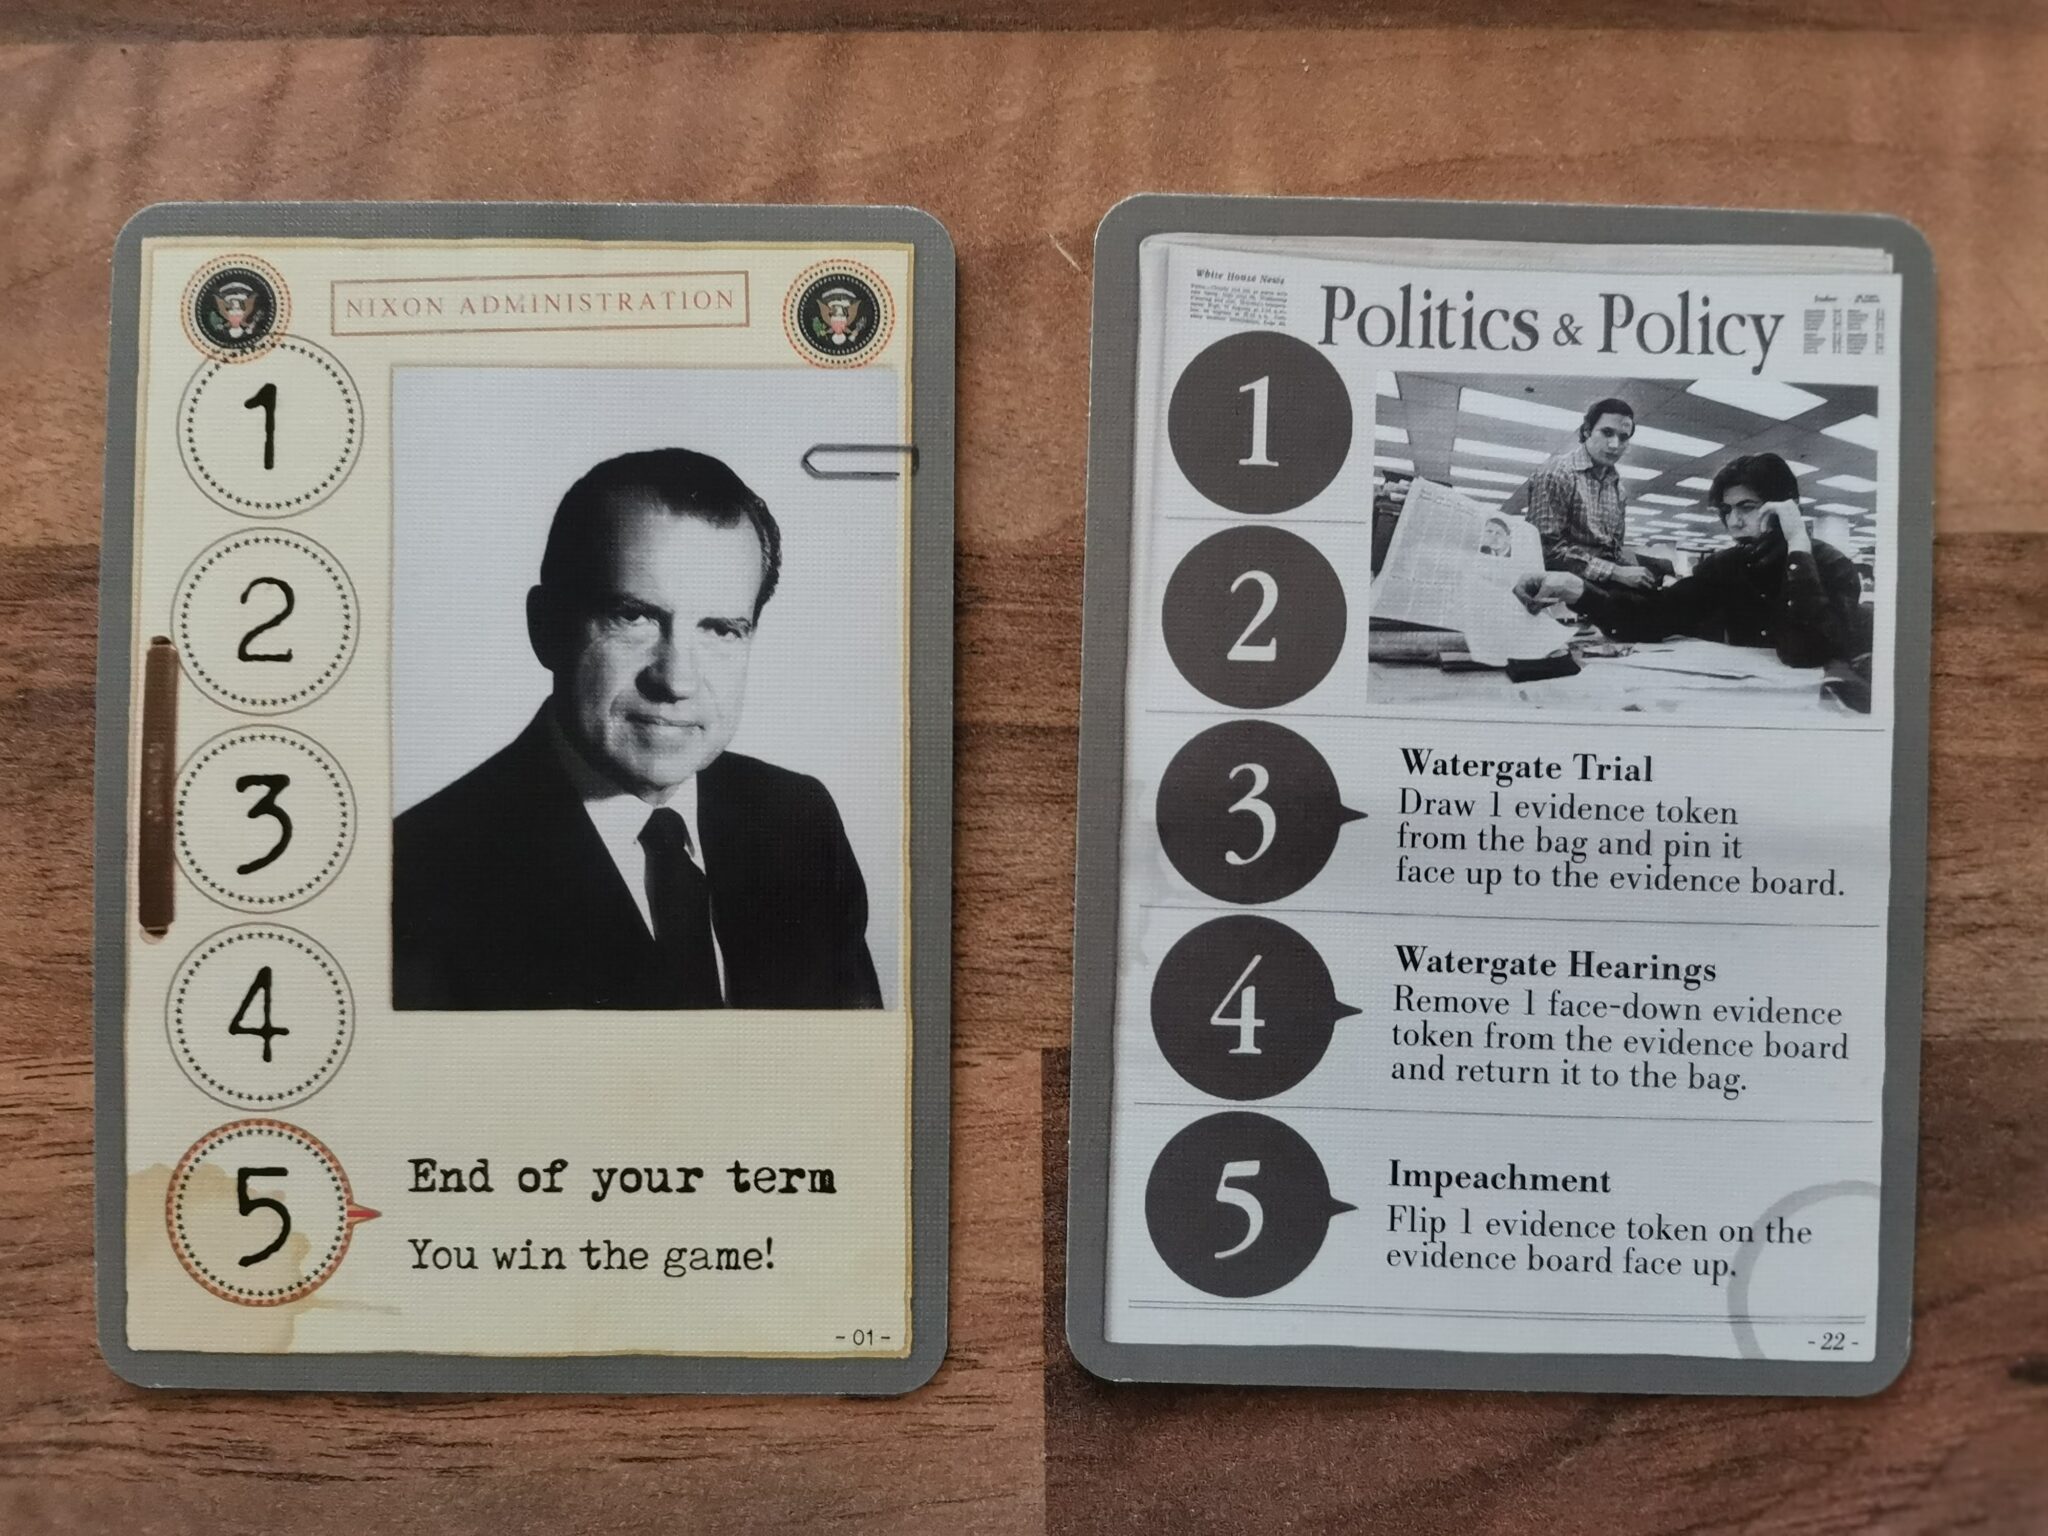 NIXON ADMINISTRATION
1
2
3
4
5
End of your term
You win the game!
- 01 -
White House News
Politics & Policy
1
2
3
Watergate Trial
Draw 1 evidence token
from the bag and pin it
face up to the evidence board.
4
Watergate Hearings
Remove 1 face-down evidence
token from the evidence board
and return it to the bag.
5
Impeachment
Flip 1 evidence token on the
evidence board face up.
- 22 -